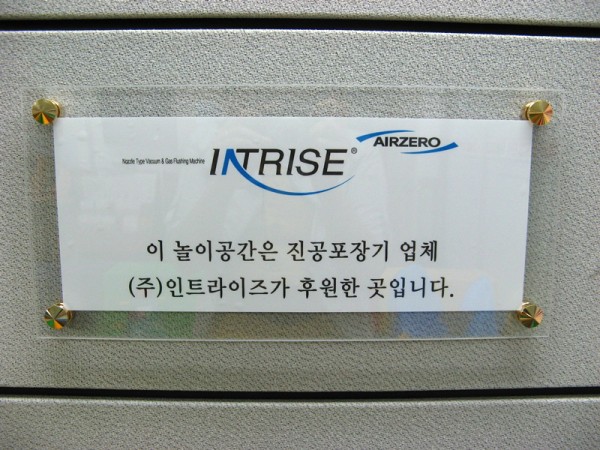 Nozzle Type Vacuum & Gas Flushing Machine INTRISE® AIRZERO
이 놀이공간은 진공포장기 업체
(주)인트라이즈가 후원한 곳입니다.